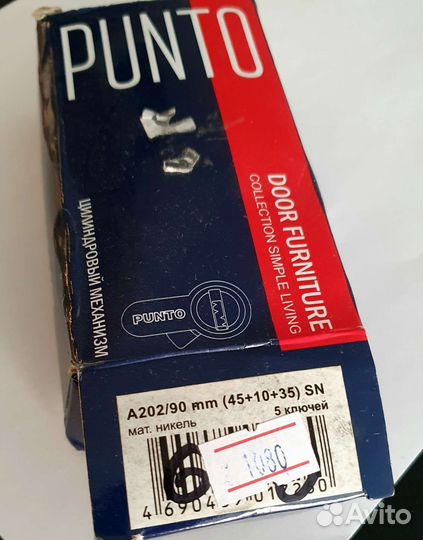 PUNTO
DOOR FURNITURE
COLLECTION SIMPLE LIVING
ЦИЛИНДРОВЫЙ МЕХАНИЗМ
PUNTO
A202/90 mm (45+10+35) SN
мат. никель
5 ключей
1080
Avito